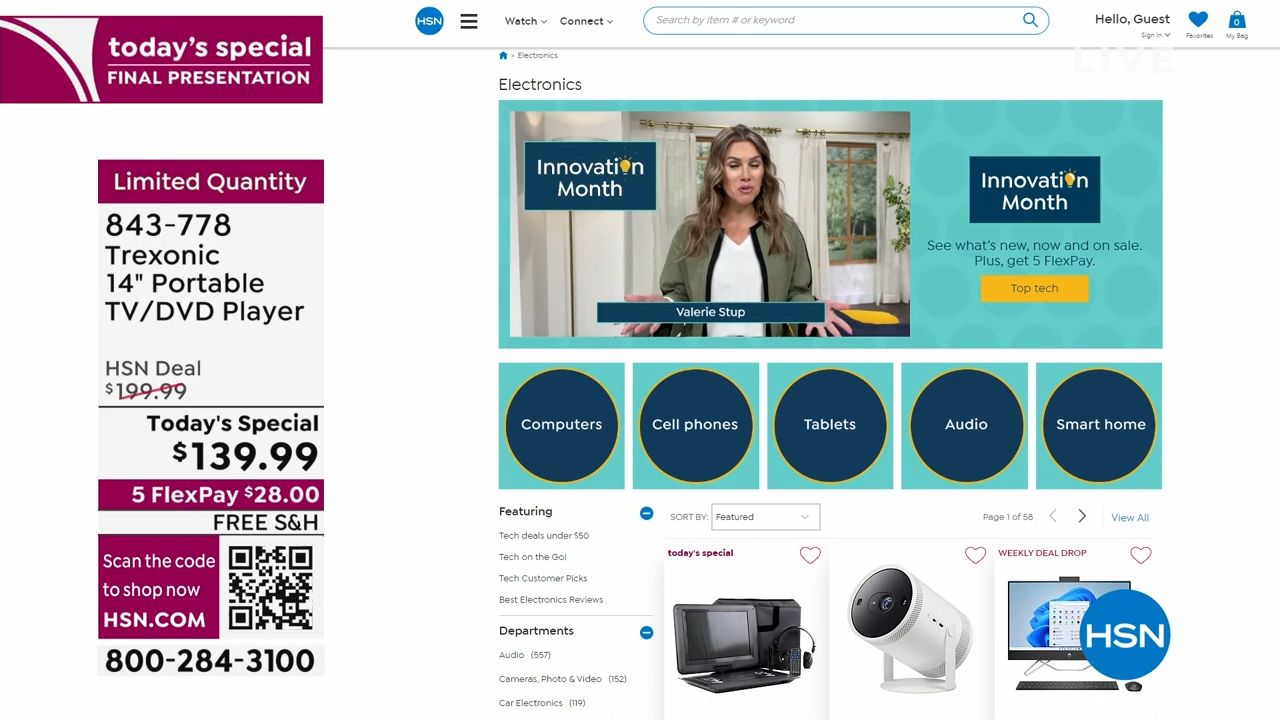 today's special
FINAL PRESENTATION
Limited Quantity
843-778
Trexonic
14" Portable
TV/DVD Player
HSN Deal
$199.99
Today's Special
$139.99
5 FlexPay $28.00
FREE S&H
Scan the code
to shop now
HSN.COM
800-284-3100
HSN
Watch
Connect
Search by item # or keyword
Hello, Guest
Sign in
Favorites
0
My Bag
LIVE
> Electronics
Electronics
Innovation
Month
Valerie Stup
Innovation
Month
See what's new, now and on sale.
Plus, get 5 FlexPay.
Top tech
Computers
Cell phones
Tablets
Audio
Smart home
Featuring
Tech deals under $50
Tech on the Go!
Tech Customer Picks
Best Electronics Reviews
Departments
Audio (557)
Cameras, Photo & Video (152)
Car Electronics (119)
SORT BY: Featured
Page 1 of 58
View All
today's special
WEEKLY DEAL DROP
HSN